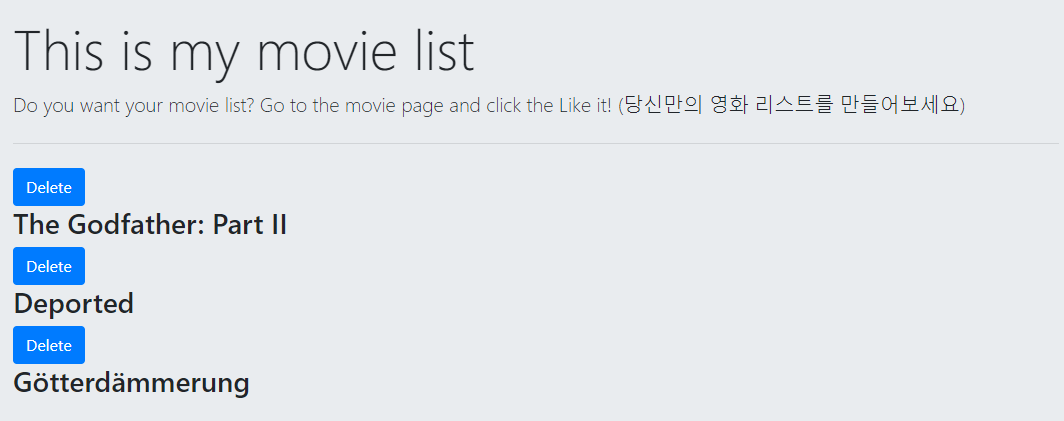 This is my movie list
Do you want your movie list? Go to the movie page and click the Like it! (당신만의 영화 리스트를 만들어보세요)
Delete
The Godfather: Part II
Delete
Deported
Delete
Götterdämmerung